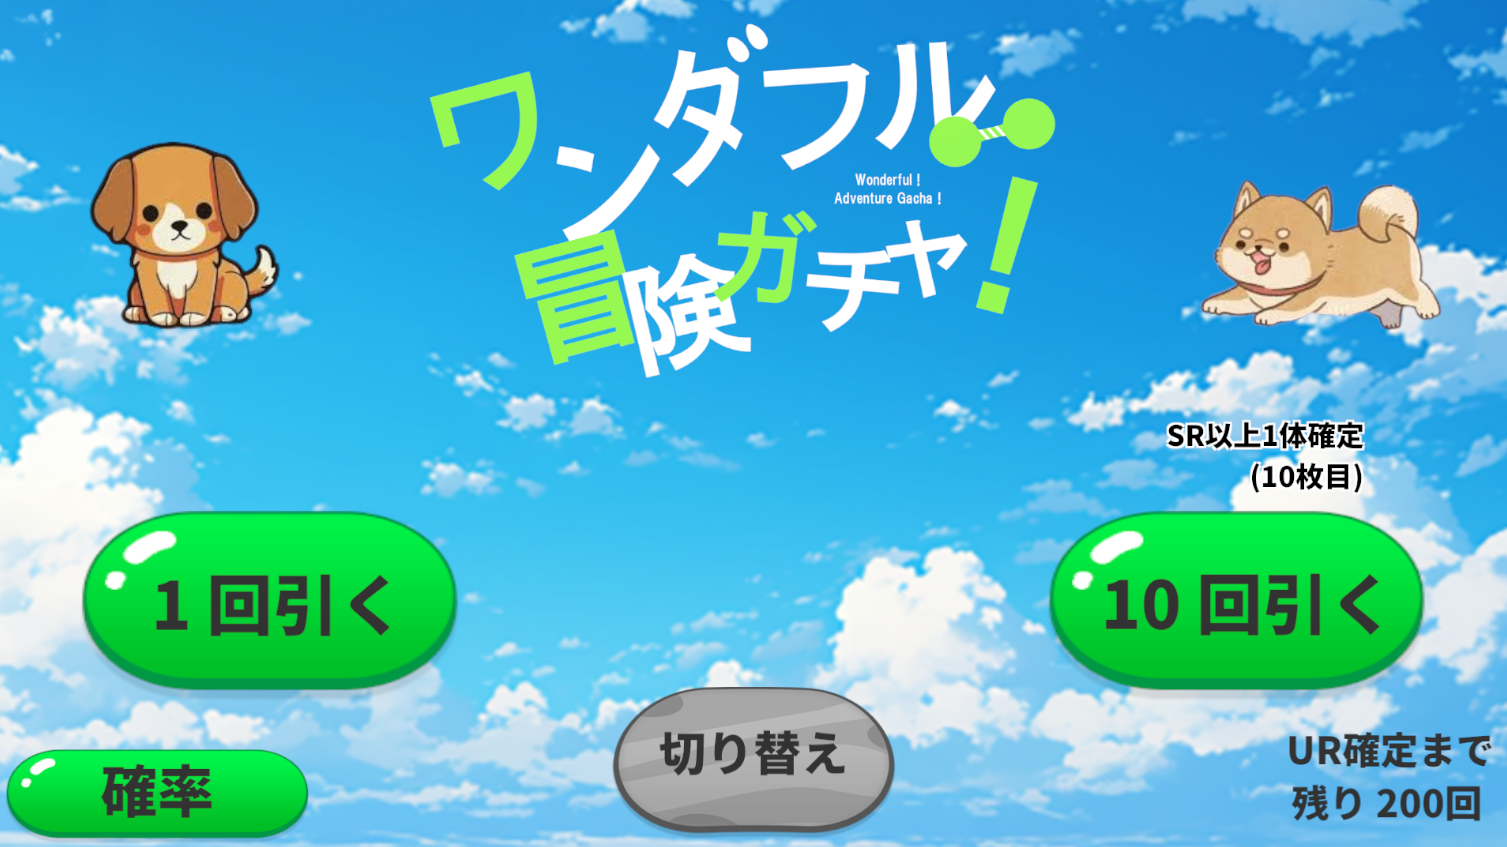 ワンダフル
Wonderful！
Adventure Gacha！
冒険ガチャ！
SR以上1体確定
(10枚目)
1 回引く
10 回引く
切り替え
確率
UR確定まで
残り 200回